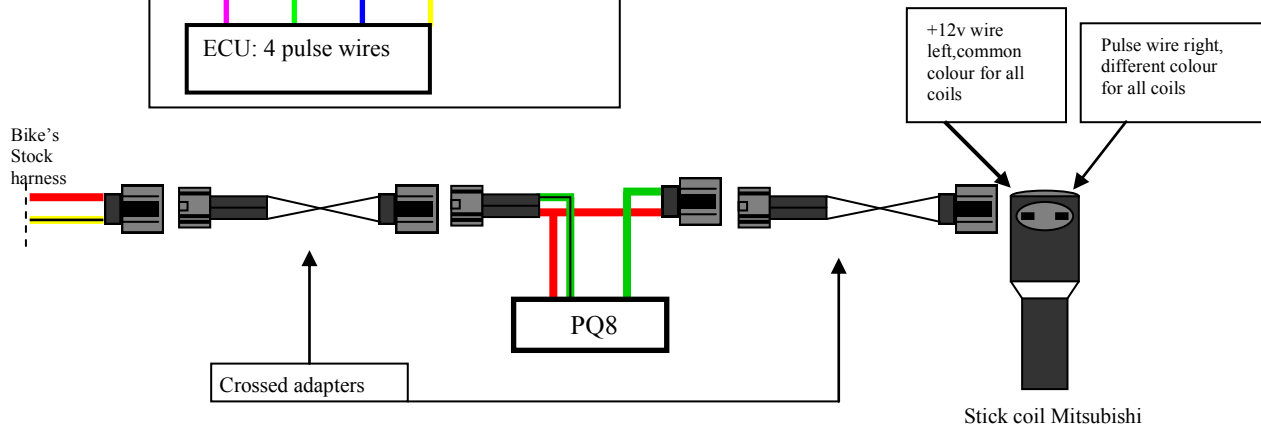 ECU: 4 pulse wires
+12v wire
left,common
colour for all
coils
Pulse wire right,
different colour
for all coils
Bike's
Stock
harness
PQ8
Crossed adapters
Stick coil Mitsubishi